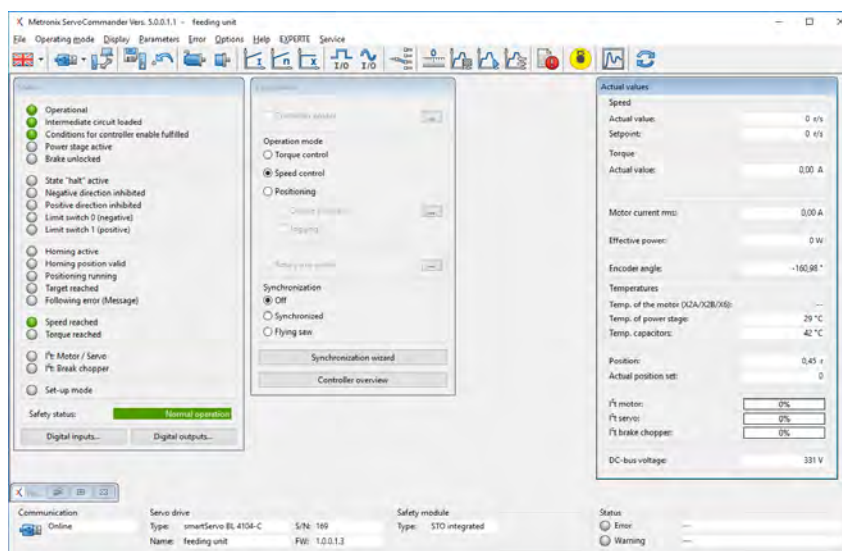 Metronix ServoCommander Vers. 5.0.0.1.1 - feeding unit
File Operating mode Display Parameters Error Options Help EXPERTE Service
I n x I/O I/O
Operational
Intermediate circuit loaded
Conditions for controller enable fulfilled
Power stage active
Brake unlocked
State "halt" active
Negative direction inhibited
Positive direction inhibited
Limit switch 0 (negative)
Limit switch 1 (positive)
Homing active
Homing position valid
Positioning running
Target reached
Following error (Message)
Speed reached
Torque reached
I²t Motor / Servo
I²t Break chopper
Set-up mode
Safety status: Normal operation
Digital inputs... Digital outputs...
Controller enable ...
Operation mode
Torque control
Speed control
Positioning
...
Jogging
...
Synchronization
Off
Synchronized
Flying saw
Synchronization wizard
Controller overview
Actual values
Speed
Actual value: 0 r/s
Setpoint: 0 r/s
Torque
Actual value: 0,00 A
Motor current rms: 0,00 A
Effective power: 0 W
Encoder angle: -160,98 °
Temperatures
Temp. of the motor (X2A/X2B/X6): ---
Temp. of power stage: 29 °C
Temp. capacitors: 42 °C
Position: 0,45 r
Actual position set: 0
I²t motor: 0%
I²t servo: 0%
I²t brake chopper: 0%
DC-bus voltage: 331 V
Communication
Online
Servo drive
Type: smartServo BL 4104-C S/N: 169
Name: feeding unit FW: 1.0.0.1.3
Safety module
Type: STO integrated
Status
Error ---
Warning ---